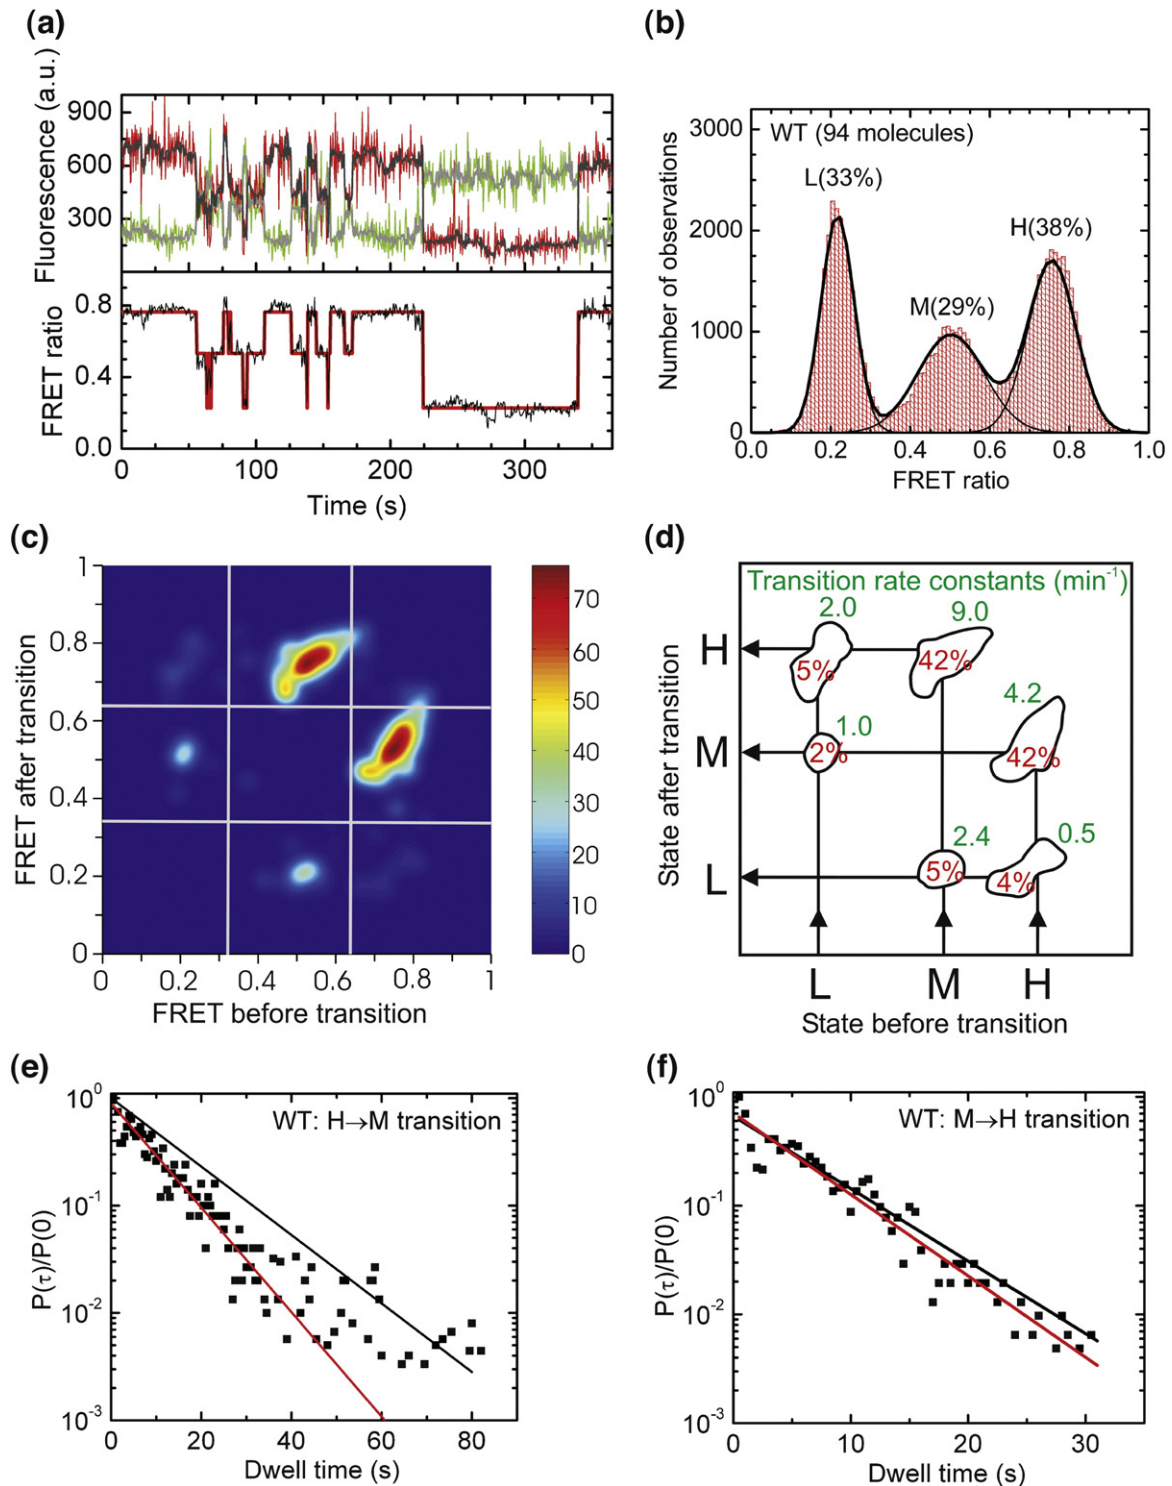 (a)
Fluorescence (a.u.)
900
600
300
FRET ratio
0.8
0.4
0.0
0 100 200 300
Time (s)
(b)
Number of observations
3000
2000
1000
0
WT (94 molecules)
L(33%)
M(29%)
H(38%)
0.0 0.2 0.4 0.6 0.8 1.0
FRET ratio
(c)
FRET after transition
1
0.8
0.6
0.4
0.2
0
0 0.2 0.4 0.6 0.8 1
FRET before transition
70
60
50
40
30
20
10
0
(d)
Transition rate constants (min-1)
State after transition
H
M
L
2.0 9.0
5% 42%
4.2
1.0
2% 42%
2.4 0.5
5% 4%
L M H
State before transition
(e)
P(τ)/P(0)
100
10-1
10-2
10-3
WT: H→M transition
0 20 40 60 80
Dwell time (s)
(f)
P(τ)/P(0)
100
10-1
10-2
10-3
WT: M→H transition
0 10 20 30
Dwell time (s)